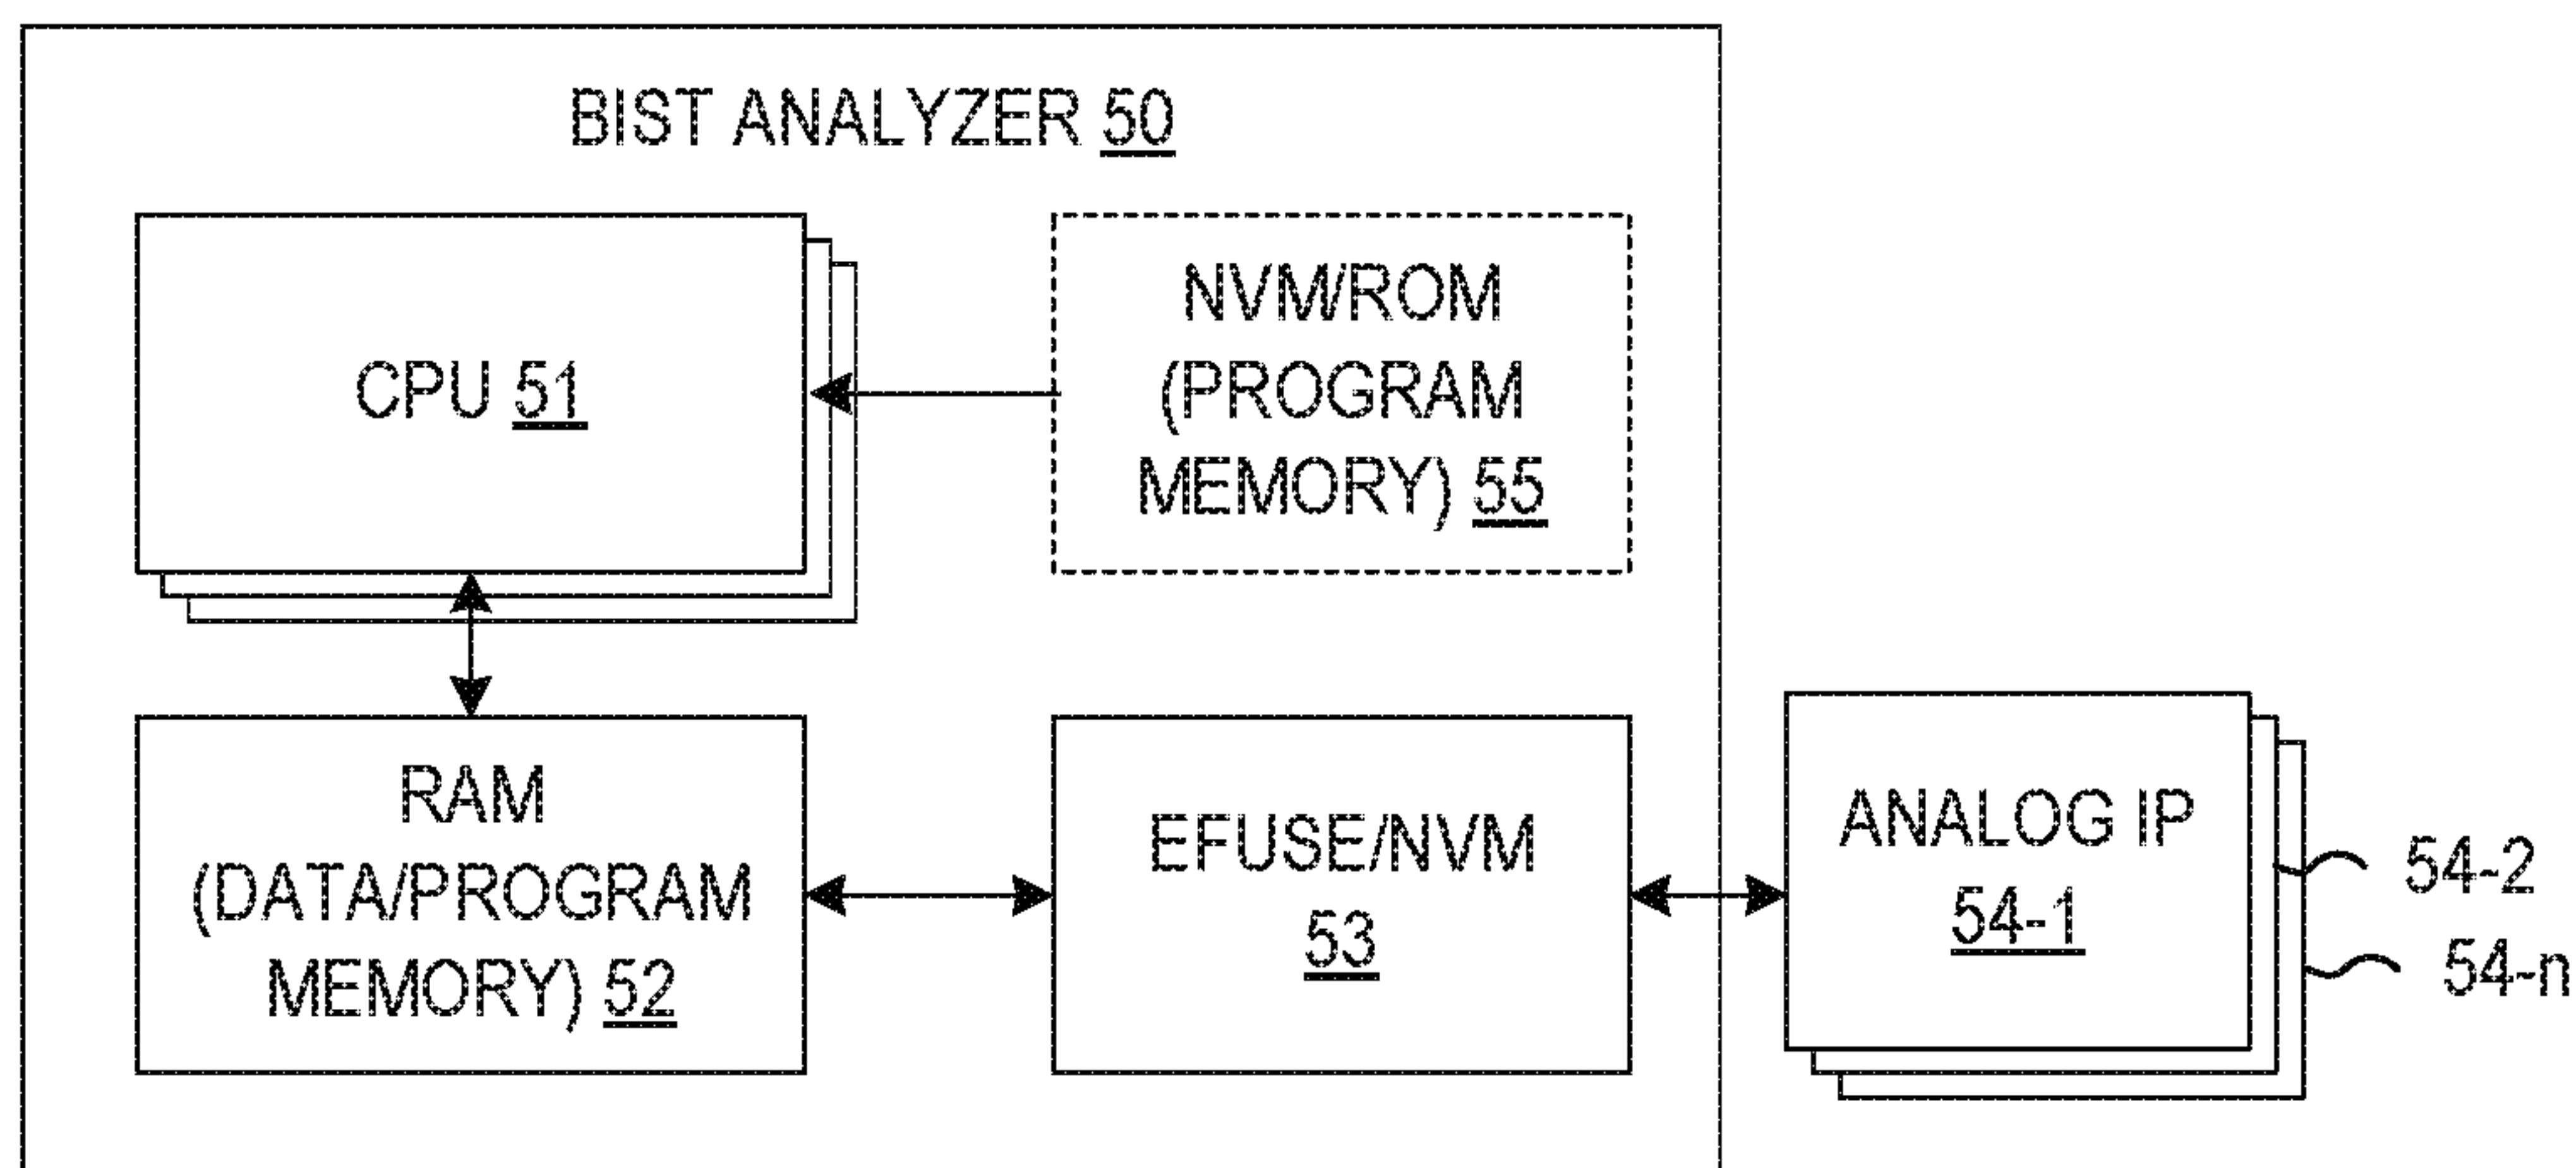 BIST ANALYZER 50
CPU 51
NVM/ROM
(PROGRAM
MEMORY) 55
RAM
(DATA/PROGRAM
MEMORY) 52
EFUSE/NVM
53
ANALOG IP
54-1
54-2
54-n